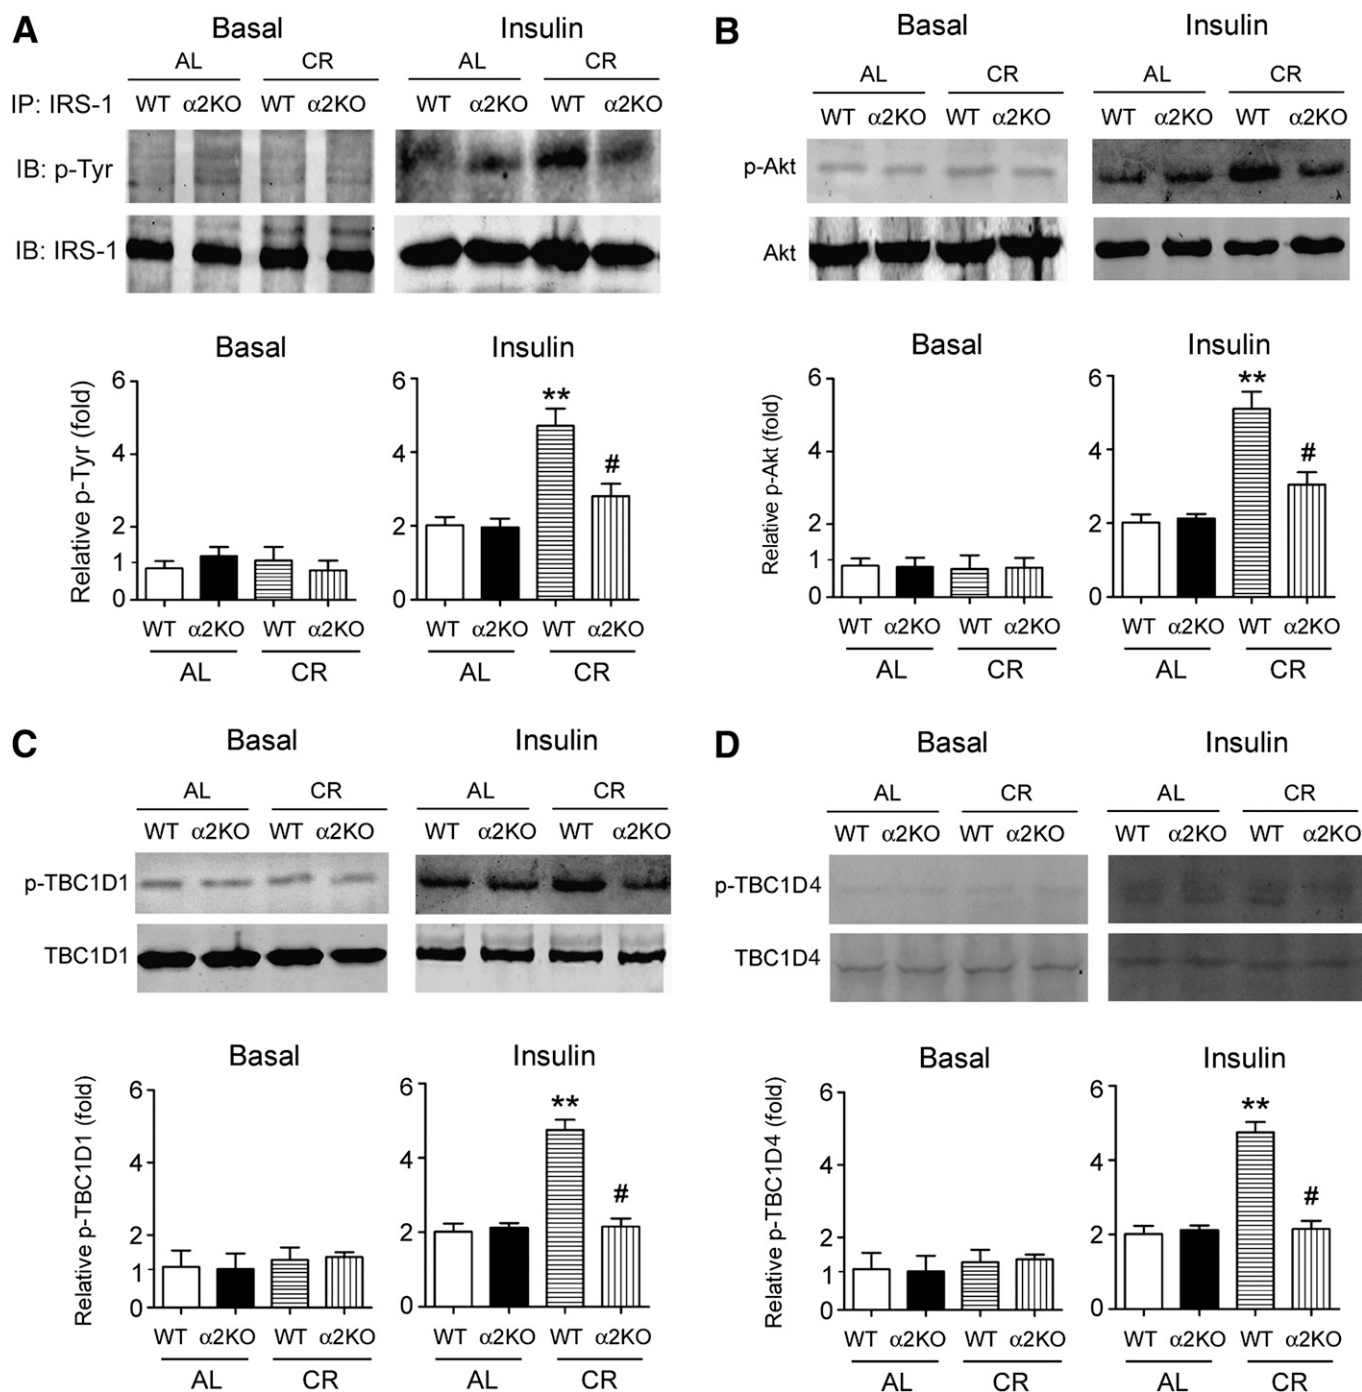 A
Basal
Insulin
AL
CR
AL
CR
IP: IRS-1
WT
α2KO
WT
α2KO
WT
α2KO
WT
α2KO
IB: p-Tyr
IB: IRS-1
Basal
Insulin
Relative p-Tyr (fold)
6
4
2
1
0
6
4
2
0
**
#
WT
α2KO
WT
α2KO
WT
α2KO
WT
α2KO
AL
CR
AL
CR
B
Basal
Insulin
AL
CR
AL
CR
WT
α2KO
WT
α2KO
WT
α2KO
WT
α2KO
p-Akt
Akt
Basal
Insulin
Relative p-Akt (fold)
6
4
2
1
0
6
4
2
0
**
#
WT
α2KO
WT
α2KO
WT
α2KO
WT
α2KO
AL
CR
AL
CR
C
Basal
Insulin
AL
CR
AL
CR
WT
α2KO
WT
α2KO
WT
α2KO
WT
α2KO
p-TBC1D1
TBC1D1
Basal
Insulin
Relative p-TBC1D1 (fold)
6
4
2
1
0
6
4
2
0
**
#
WT
α2KO
WT
α2KO
WT
α2KO
WT
α2KO
AL
CR
AL
CR
D
Basal
Insulin
AL
CR
AL
CR
WT
α2KO
WT
α2KO
WT
α2KO
WT
α2KO
p-TBC1D4
TBC1D4
Basal
Insulin
Relative p-TBC1D4 (fold)
6
4
2
1
0
6
4
2
0
**
#
WT
α2KO
WT
α2KO
WT
α2KO
WT
α2KO
AL
CR
AL
CR